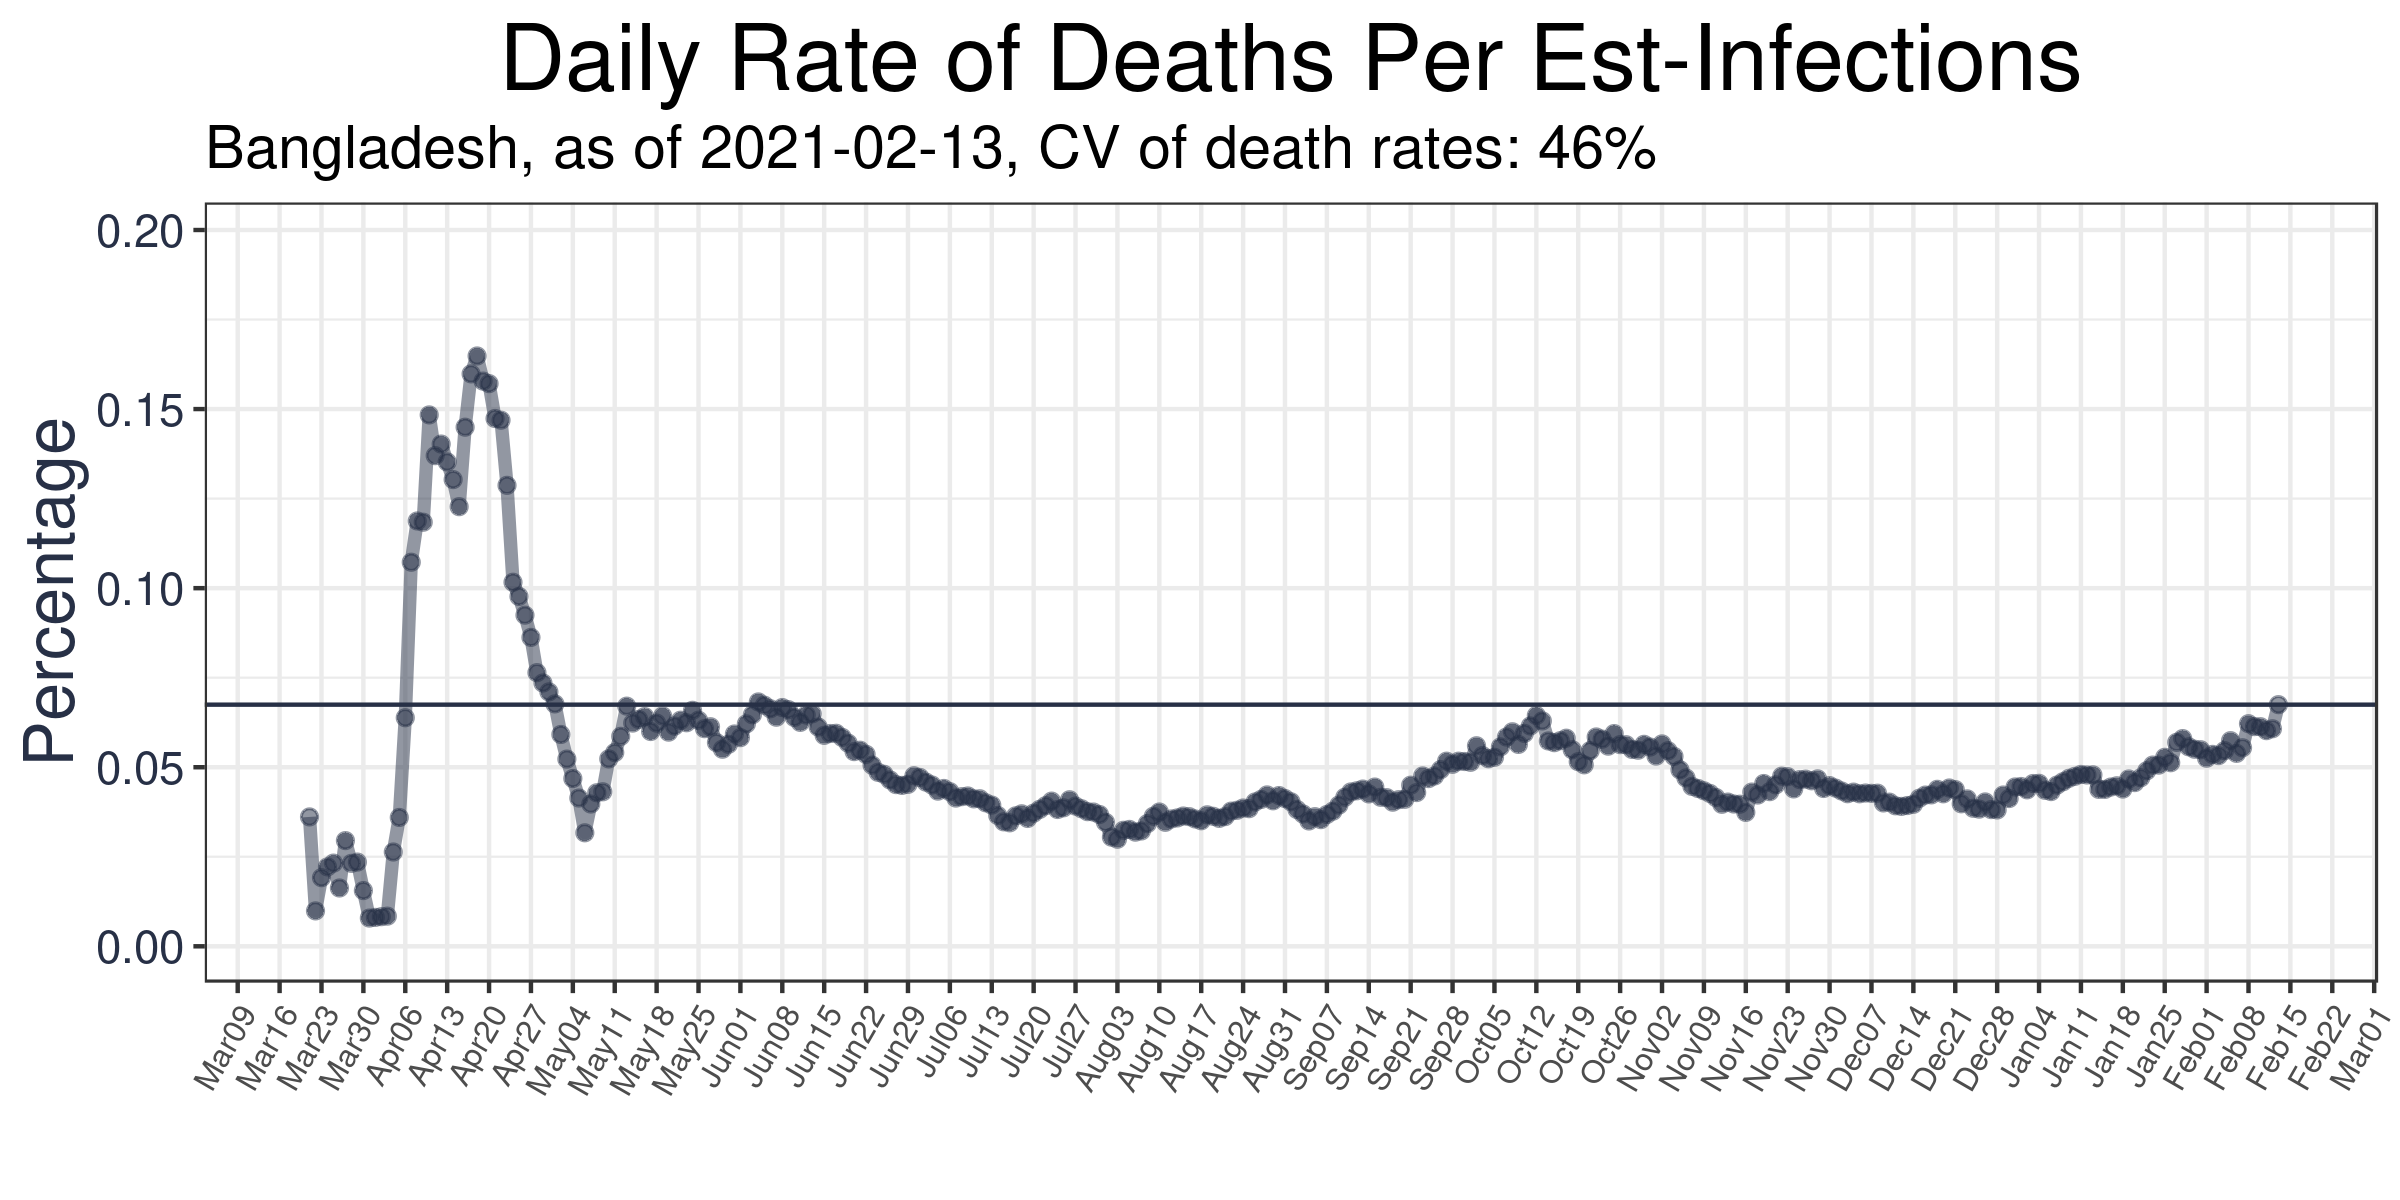 Daily Rate of Deaths Per Est-Infections
Bangladesh, as of 2021-02-13, CV of death rates: 46%
Percentage
0.20
0.15
0.10
0.05
0.00
Mar09
Mar16
Mar23
Mar30
Apr06
Apr13
Apr20
Apr27
May04
May11
May18
May25
Jun01
Jun08
Jun15
Jun22
Jun29
Jul06
Jul13
Jul20
Jul27
Aug03
Aug10
Aug17
Aug24
Aug31
Sep07
Sep14
Sep21
Sep28
Oct05
Oct12
Oct19
Oct26
Nov02
Nov09
Nov16
Nov23
Nov30
Dec07
Dec14
Dec21
Dec28
Jan04
Jan11
Jan18
Jan25
Feb01
Feb08
Feb15
Feb22
Mar01